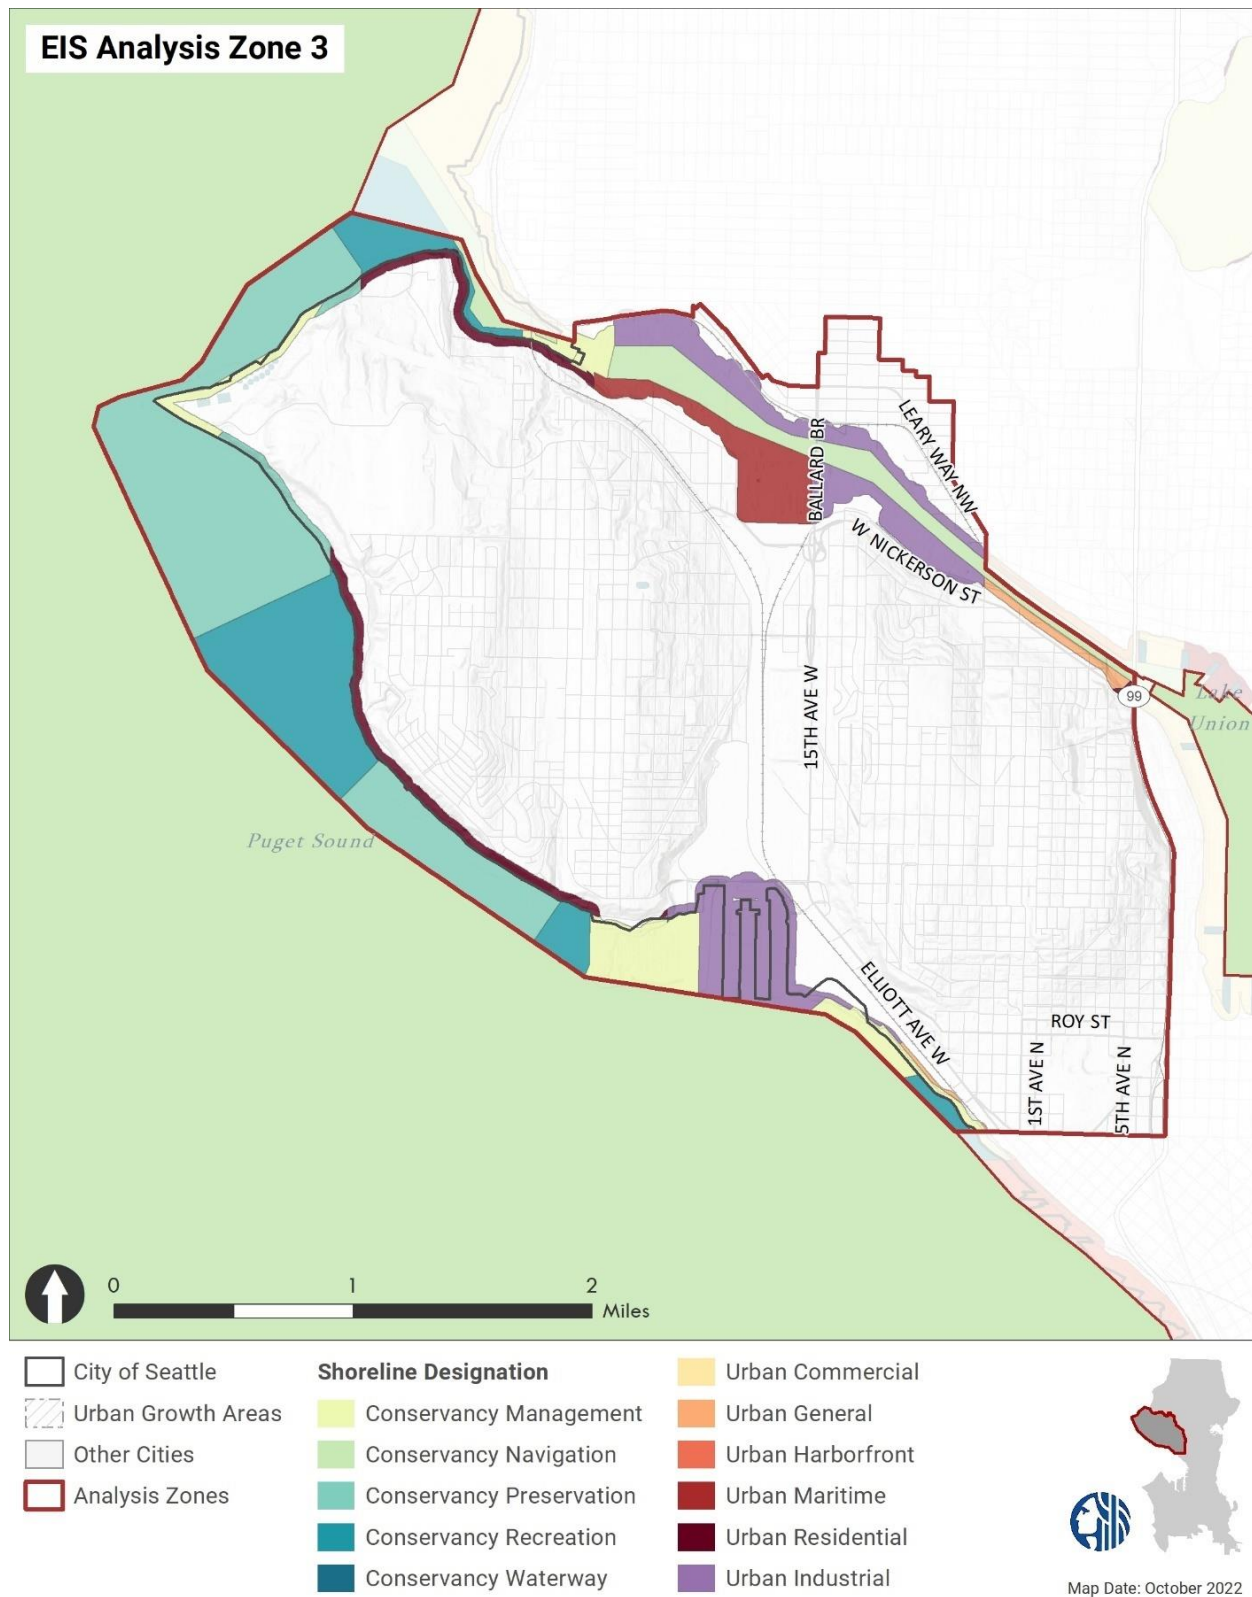 EIS Analysis Zone 3
BALLARD BR
LEARY WAY NW
W NICKERSON ST
99
Lake
Union
15TH AVE W
Puget Sound
ELLIOTT AVE W
ROY ST
1ST AVE N
5TH AVE N
0 1 2
Miles
City of Seattle
Urban Growth Areas
Other Cities
Analysis Zones
Shoreline Designation
Conservancy Management
Conservancy Navigation
Conservancy Preservation
Conservancy Recreation
Conservancy Waterway
Urban Commercial
Urban General
Urban Harborfront
Urban Maritime
Urban Residential
Urban Industrial
Map Date: October 2022